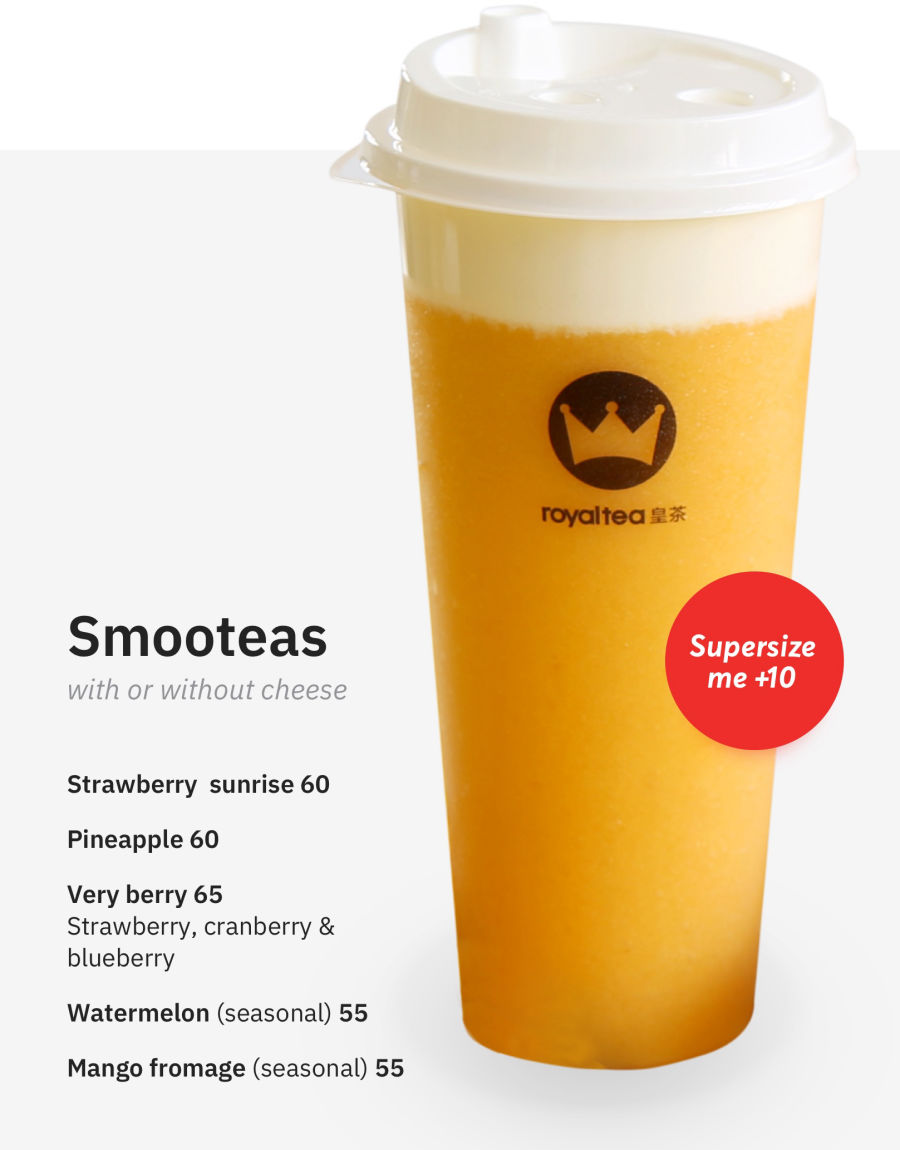 royaltea 皇茶
Supersize
me +10
Smooteas
with or without cheese
Strawberry  sunrise 60
Pineapple 60
Very berry 65
Strawberry, cranberry &
blueberry
Watermelon (seasonal) 55
Mango fromage (seasonal) 55